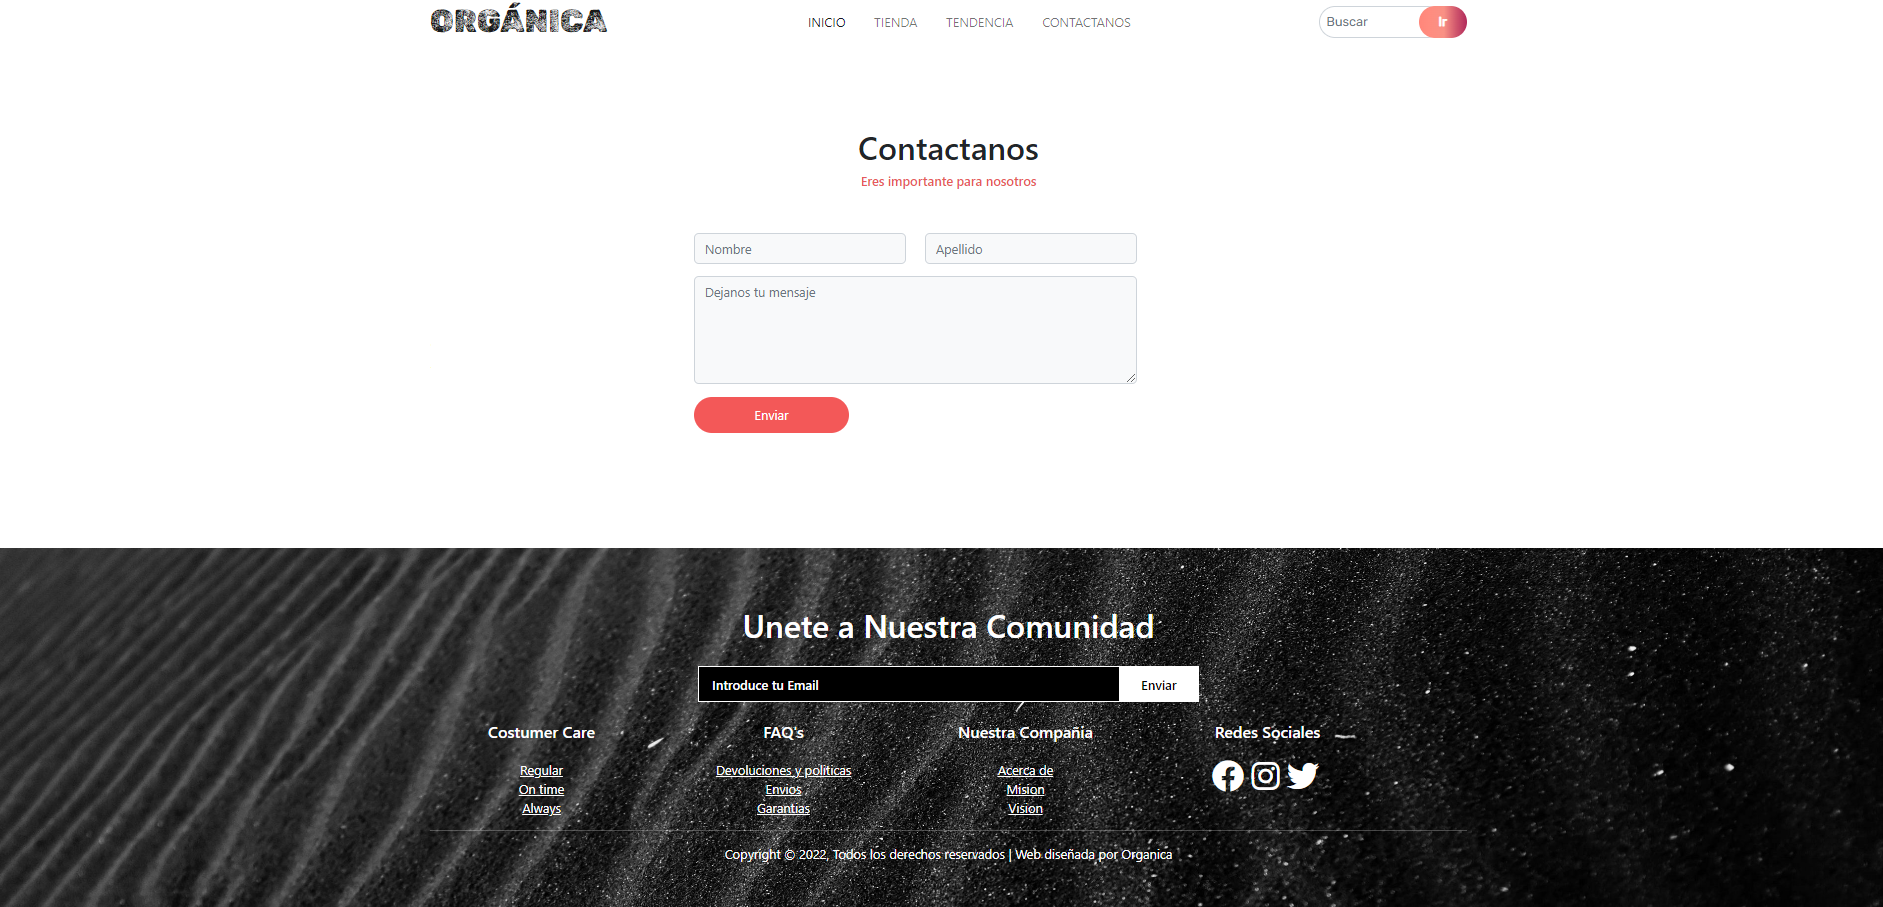 ORGÁNICA INICIO TIENDA TENDENCIA CONTACTANOS Buscar Ir
Contactanos
Eres importante para nosotros
Nombre Apellido
Dejanos tu mensaje
Enviar
Unete a Nuestra Comunidad
Introduce tu Email Enviar
Costumer Care FAQ's Nuestra Compañia Redes Sociales
Regular Devoluciones y politicas Acerca de
On time Envios Mision
Always Garantias Vision
Copyright © 2022, Todos los derechos reservados | Web diseñada por Organica